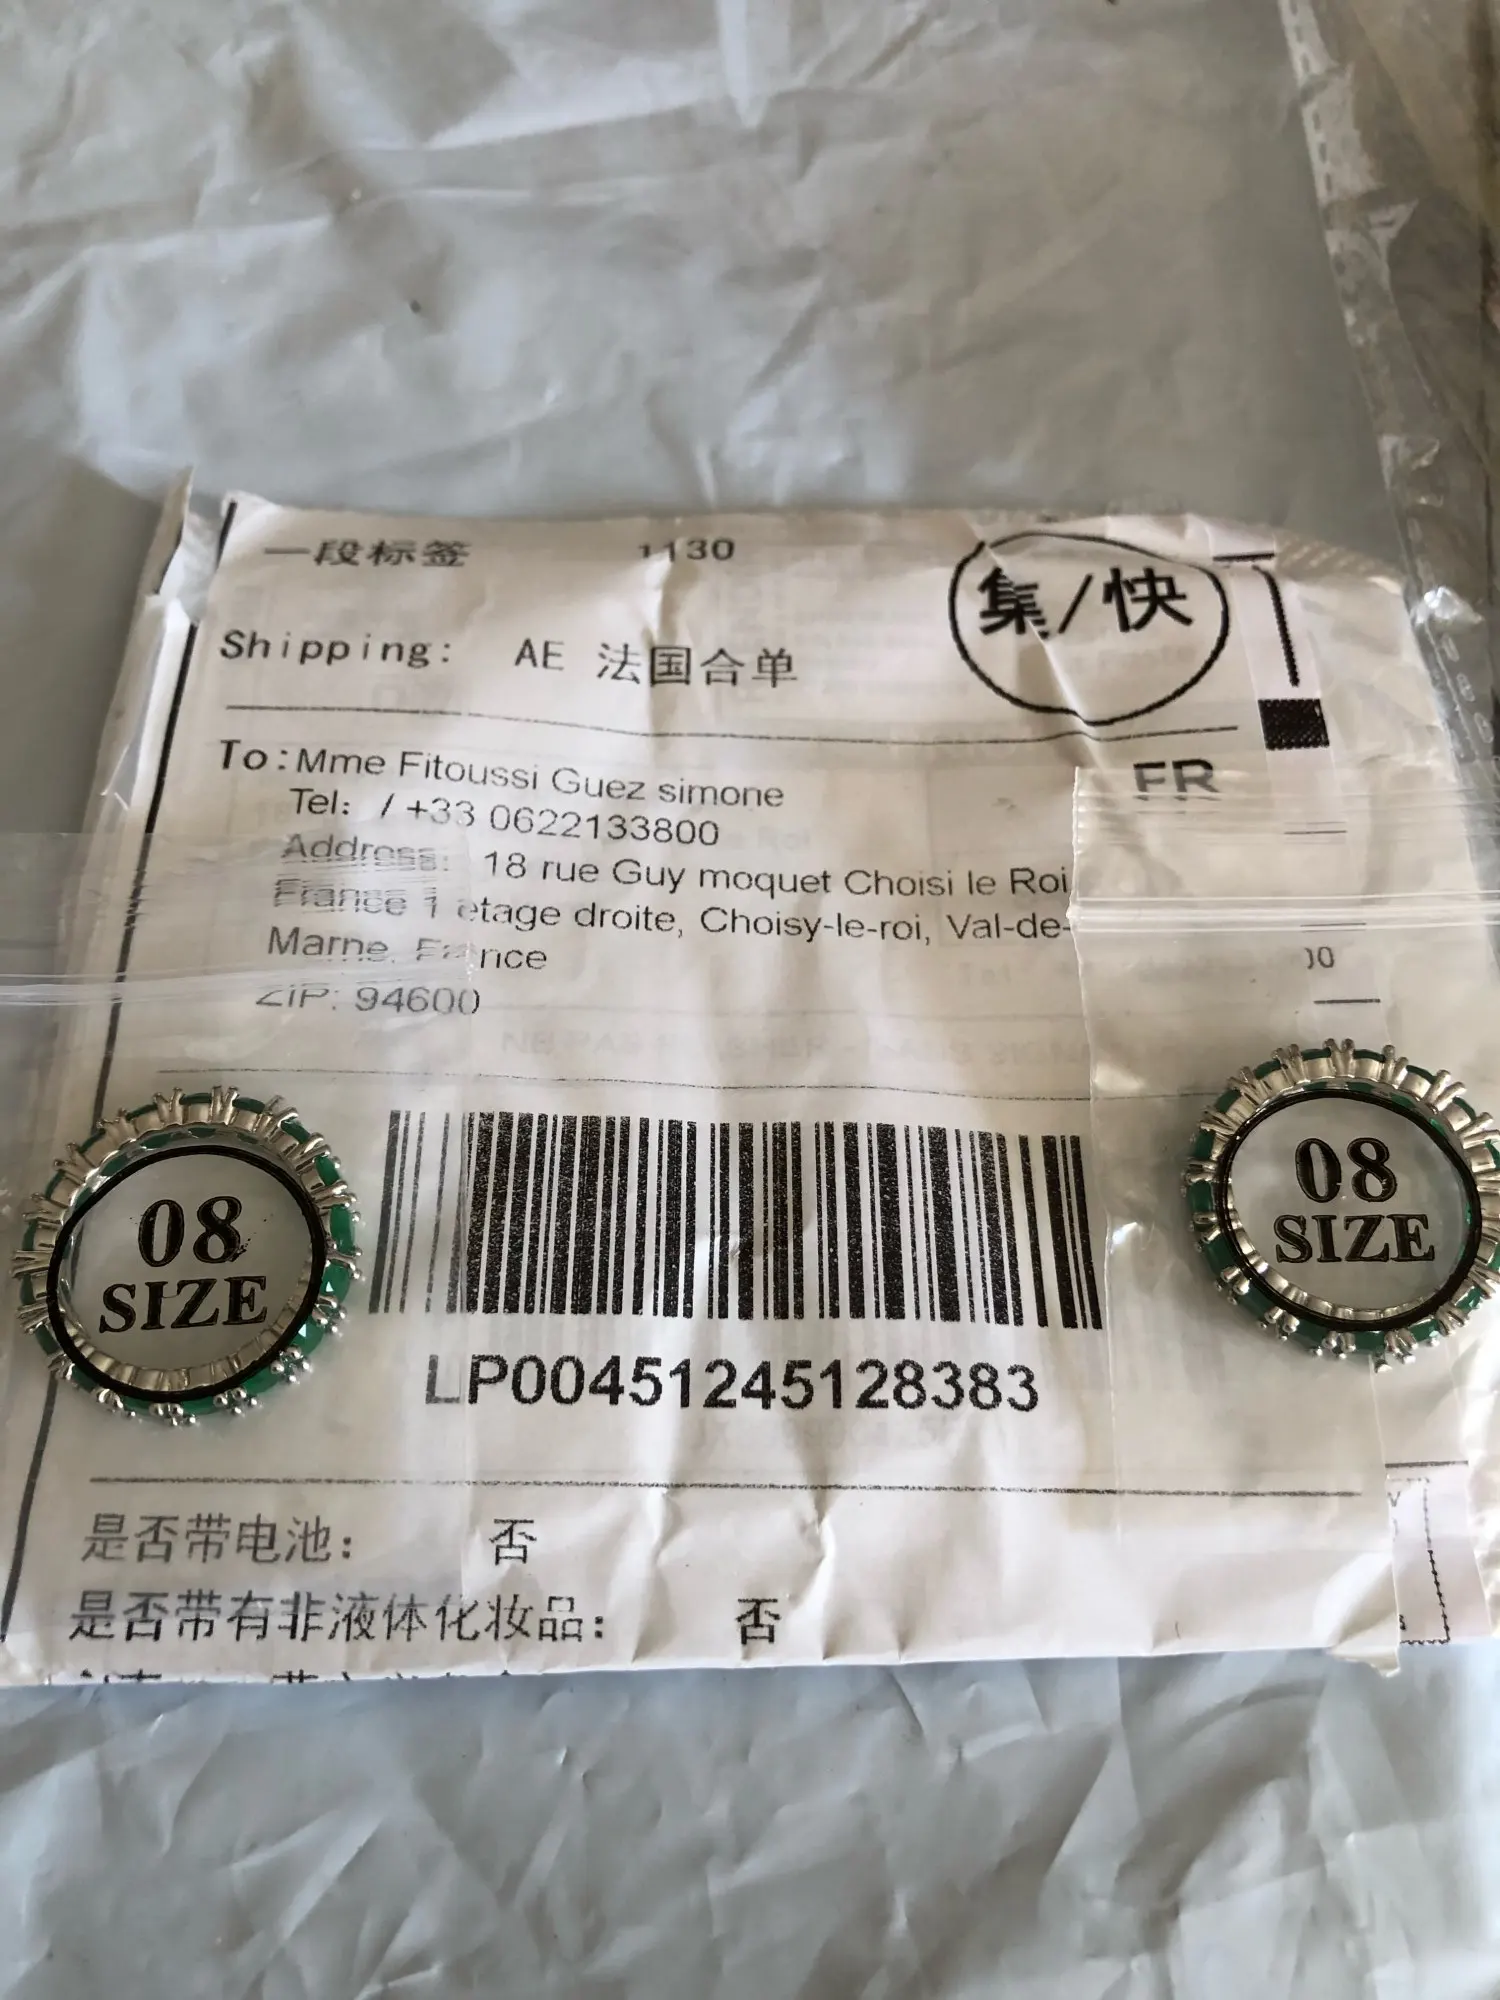 一段标签 1130
集/快
Shipping: AE 法国合单
To:Mme Fitoussi Guez simone
FR
Tel: / +33 0622133800
Address: 18 rue Guy moquet Choisi le Roi
France 1 etage droite, Choisy-le-roi, Val-de-
Marne, France
ZIP: 94600
08
SIZE
08
SIZE
LP00451245128383
是否带电池: 否
是否带有非液体化妆品: 否